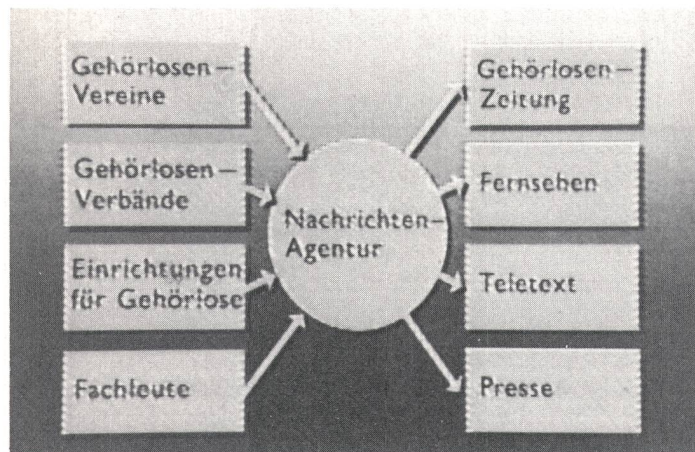 Gehörlosen–
Vereine
Gehörlosen–
Verbände
Einrichtungen
für Gehörlose
Fachleute
Nachrichten–
Agentur
Gehörlosen–
Zeitung
Fernsehen
Teletext
Presse